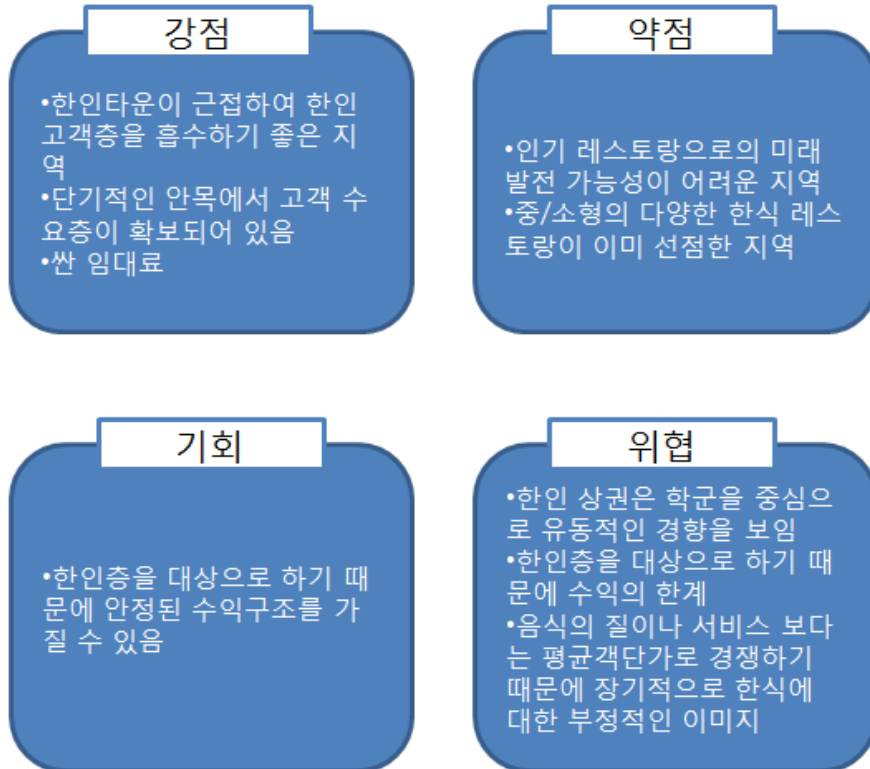 강점
•한인타운이 근접하여 한인
고객층을 흡수하기 좋은 지
역
•단기적인 안목에서 고객 수
요층이 확보되어 있음
•싼 임대료
약점
•인기 레스토랑으로의 미래
발전 가능성이 어려운 지역
•중/소형의 다양한 한식 레스
토랑이 이미 선점한 지역
기회
•한인층을 대상으로 하기 때
문에 안정된 수익구조를 가
질 수 있음
위협
•한인 상권은 학군을 중심으
로 유동적인 경향을 보임
•한인층을 대상으로 하기 때
문에 수익의 한계
•음식의 질이나 서비스 보다
는 평균객단가로 경쟁하기
때문에 장기적으로 한식에
대한 부정적인 이미지